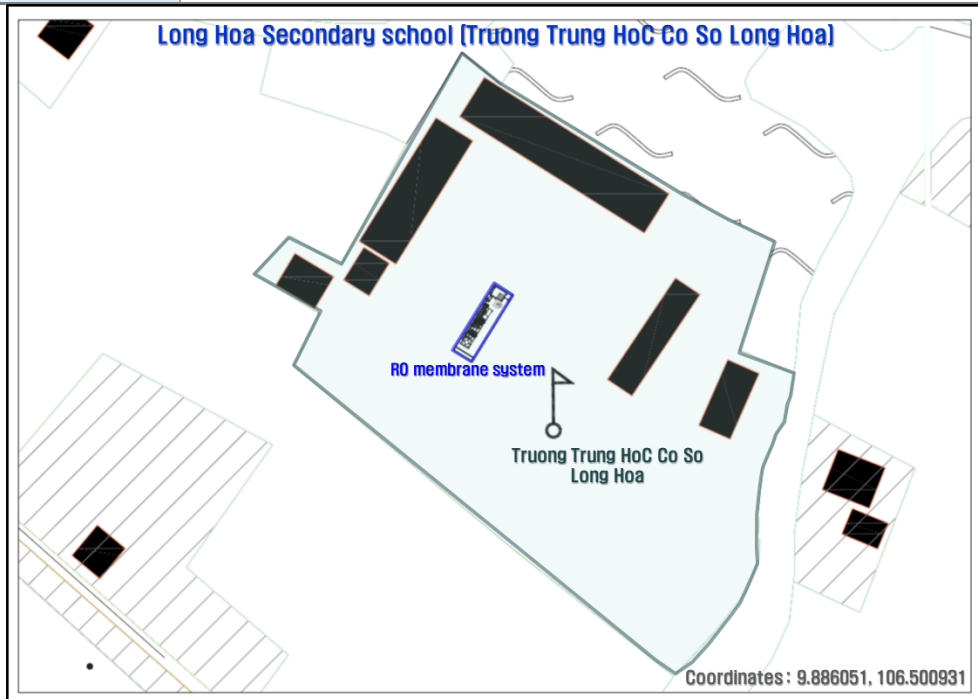 Long Hoa Secondary school (Truong Trung HoC Co So Long Hoa)
RO membrane system
Truong Trung HoC Co So
Long Hoa
Coordinates : 9.886051, 106.500931